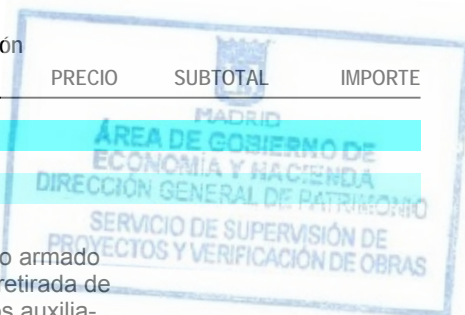 ón
PRECIO SUBTOTAL IMPORTE
MADRID
ÁREA DE GOBIERNO DE
ECONOMÍA Y HACIENDA
DIRECCIÓN GENERAL DE PATRIMONIO
SERVICIO DE SUPERVISIÓN DE
PROYECTOS Y VERIFICACIÓN DE OBRAS
o armado
retirada de
os auxilia-